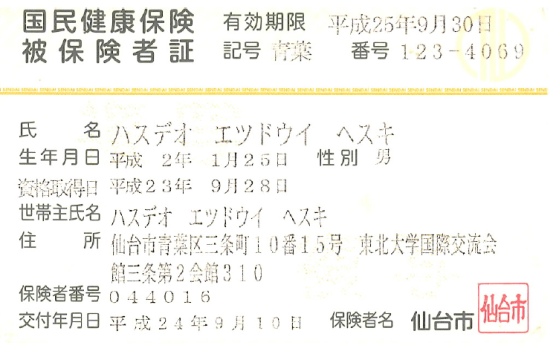 国民健康保険 有効期限 平成25年9月30日
被保険者証 記号 青葉 番号 123-4069
氏名 ハスデオ エツドウイ ヘスキ
生年月日 平成 2年 1月25日 性別 男
資格取得日 平成23年 9月28日
世帯主氏名 ハスデオ エツドウイ ヘスキ
住所 仙台市青葉区三条町10番15号 東北大学国際交流会
館三条第2会館310
保険者番号 044016
交付年月日 平成24年9月10日 保険者名 仙台市 仙台市